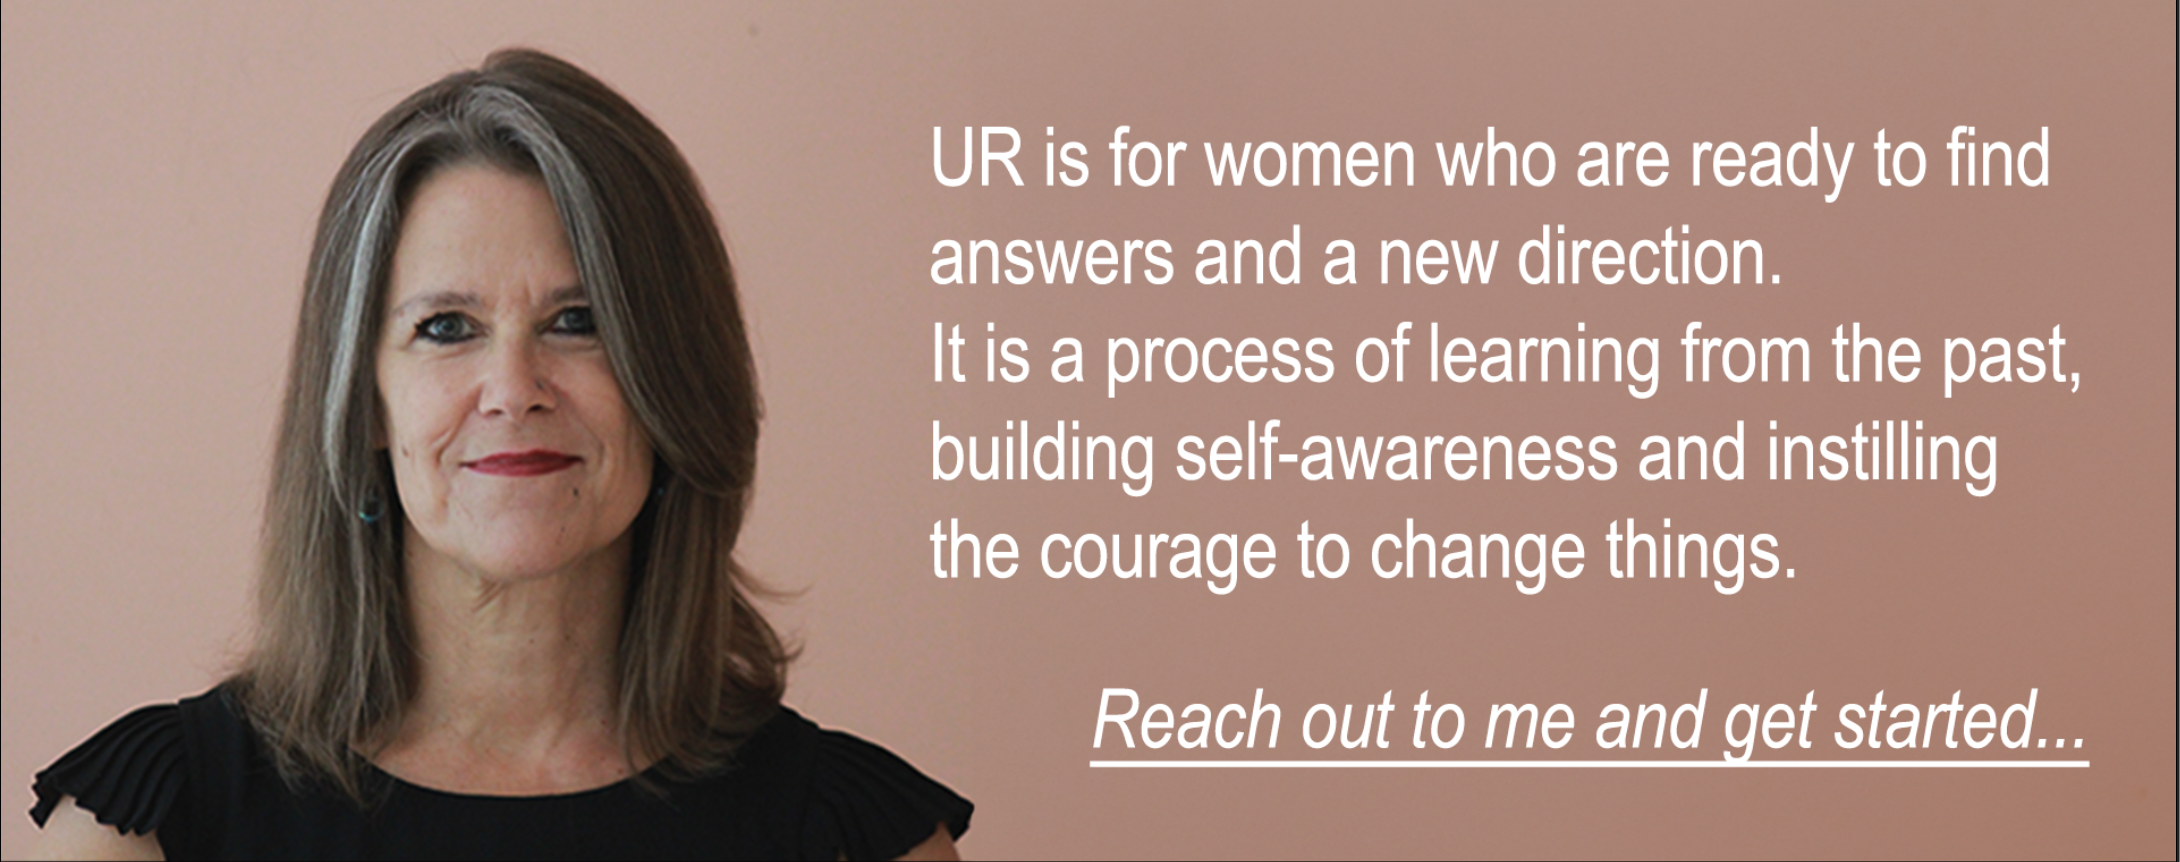 UR is for women who are ready to find
answers and a new direction.
It is a process of learning from the past,
building self-awareness and instilling
the courage to change things.
Reach out to me and get started...